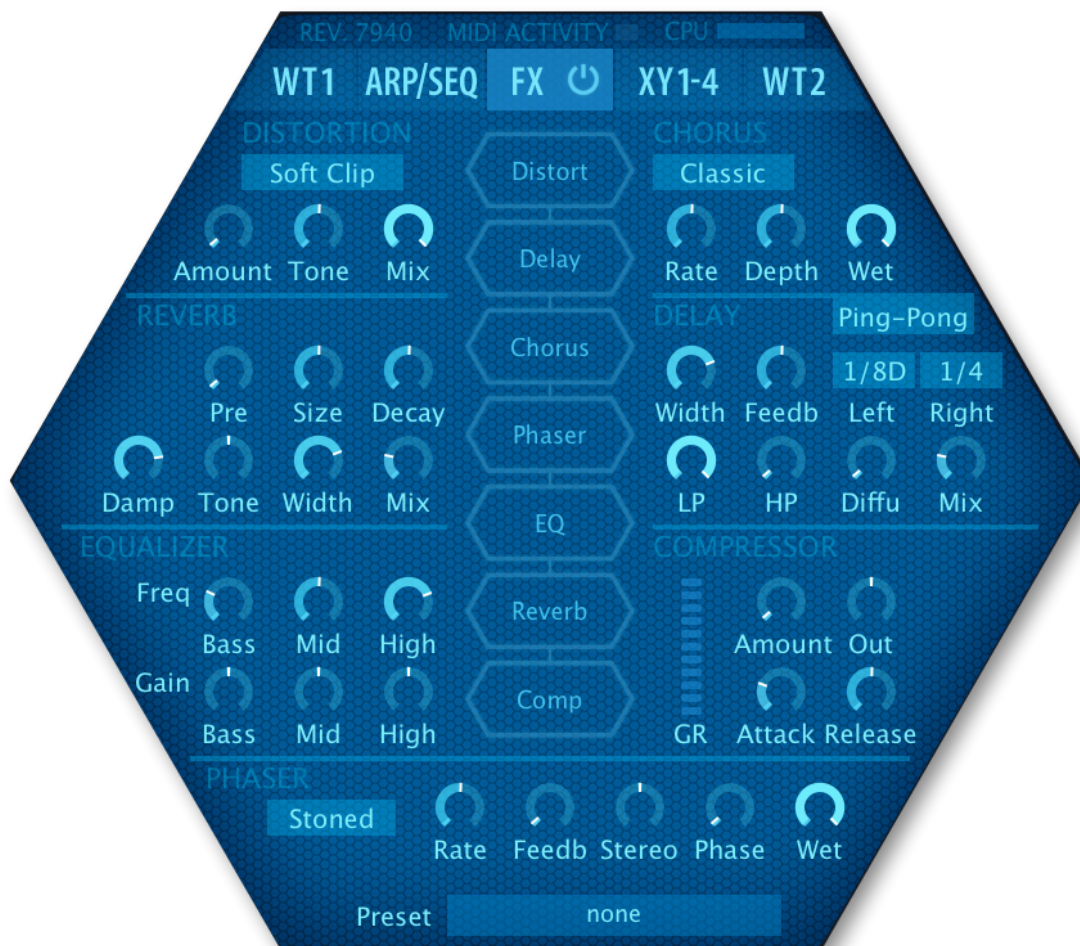 REV. 7940 MIDI ACTIVITY CPU
WT1 ARP/SEQ FX XY1-4 WT2
DISTORTION
Soft Clip
Amount Tone Mix
REVERB
Pre Size Decay
Damp Tone Width Mix
EQUALIZER
Freq
Bass Mid High
Gain
Bass Mid High
Distort
Delay
Chorus
Phaser
EQ
Reverb
Comp
CHORUS
Classic
Rate Depth Wet
DELAY Ping-Pong
1/8D 1/4
Width Feedb Left Right
LP HP Diffu Mix
COMPRESSOR
Amount Out
GR Attack Release
PHASER
Stoned
Rate Feedb Stereo Phase Wet
Preset none